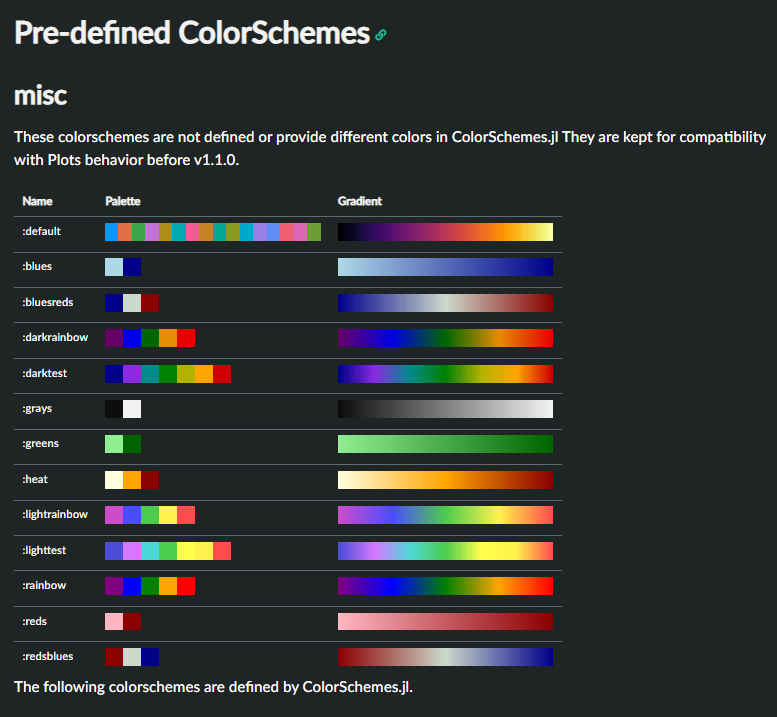 Pre-defined ColorSchemes
misc
These colorschemes are not defined or provide different colors in ColorSchemes.jl They are kept for compatibility
with Plots behavior before v1.1.0.
Name Palette Gradient
:default
:blues
:bluesreds
:darkrainbow
:darktest
:grays
:greens
:heat
:lightrainbow
:lighttest
:rainbow
:reds
:redsblues
The following colorschemes are defined by ColorSchemes.jl.